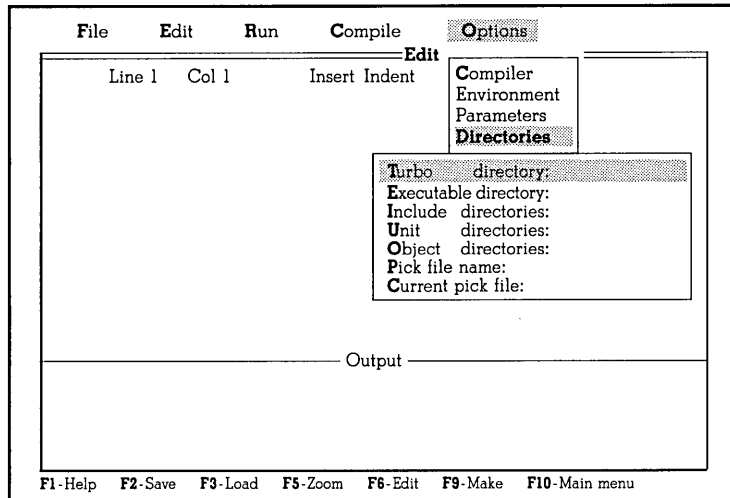 File Edit Run Compile Options
Edit
Line 1 Col 1 Insert Indent
Compiler
Environment
Parameters
Directories
Turbo directory:
Executable directory:
Include directories:
Unit directories:
Object directories:
Pick file name:
Current pick file:
Output
F1-Help F2-Save F3-Load F5-Zoom F6-Edit F9-Make F10-Main menu